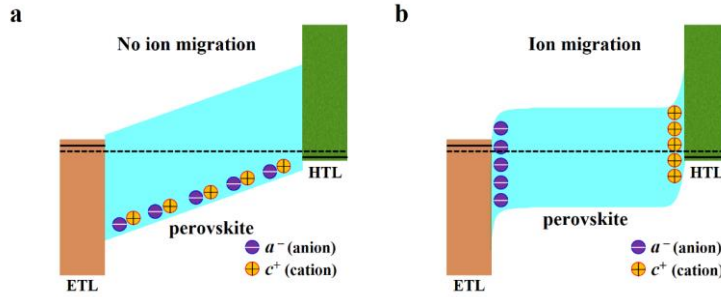 a
No ion migration
HTL
perovskite
a⁻ (anion)
c⁺ (cation)
ETL
b
Ion migration
HTL
perovskite
a⁻ (anion)
c⁺ (cation)
ETL